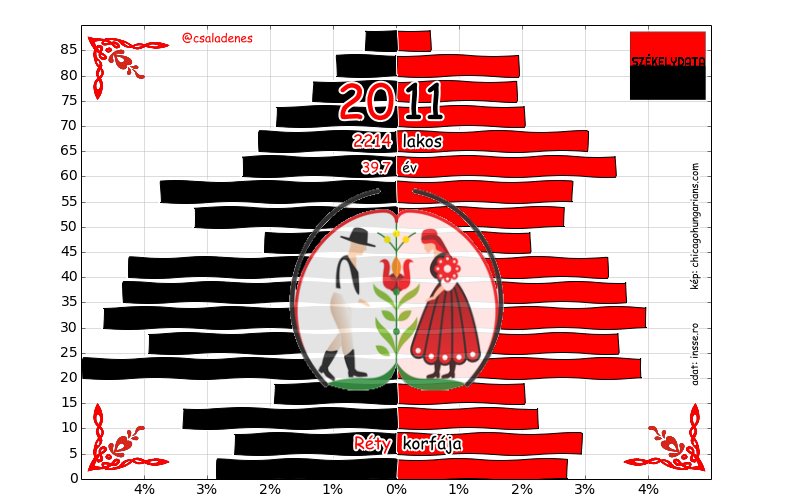 @csaladenes
SZÉKELYDATA
2011
2214 lakos
39.7 év
Réty korfája
kép: chicagohungarians.com
adat: insse.ro
85
80
75
70
65
60
55
50
45
40
35
30
25
20
15
10
5
0
4% 3% 2% 1% 0% 1% 2% 3% 4%